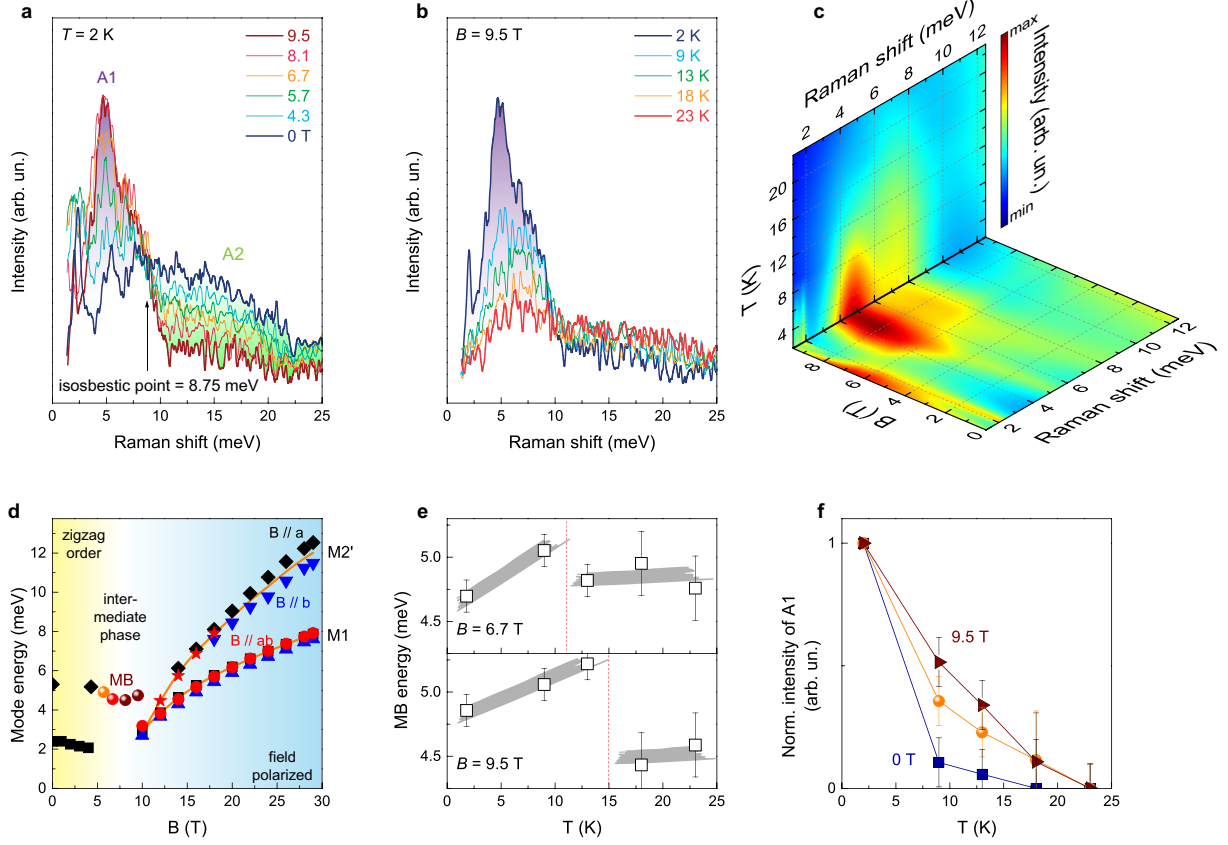 a
T = 2 K
A1
A2
9.5
8.1
6.7
5.7
4.3
0 T
isosbestic point = 8.75 meV
Intensity (arb. un.)
0 5 10 15 20 25
Raman shift (meV)
b
B = 9.5 T
2 K
9 K
13 K
18 K
23 K
Intensity (arb. un.)
0 5 10 15 20 25
Raman shift (meV)
c
Raman shift (meV)
2 4 6 8 10 12
max
Intensity (arb. un.)
min
T (K)
20
16
12
8
4
8 6 4 2 0
B(T)
2 4 6 8 10 12
Raman shift (meV)
d
zigzag
order
inter-
mediate
phase
B // a
M2'
B // b
B // ab
M1
MB
field
polarized
Mode energy (meV)
12
10
8
6
4
2
0
0 5 10 15 20 25 30
B (T)
e
5.0
4.5
B = 6.7 T
MB energy (meV)
5.0
4.5
B = 9.5 T
0 5 10 15 20 25
T (K)
f
1
0
9.5 T
0 T
Norm. intensity of A1
(arb. un.)
0 5 10 15 20 25
T (K)